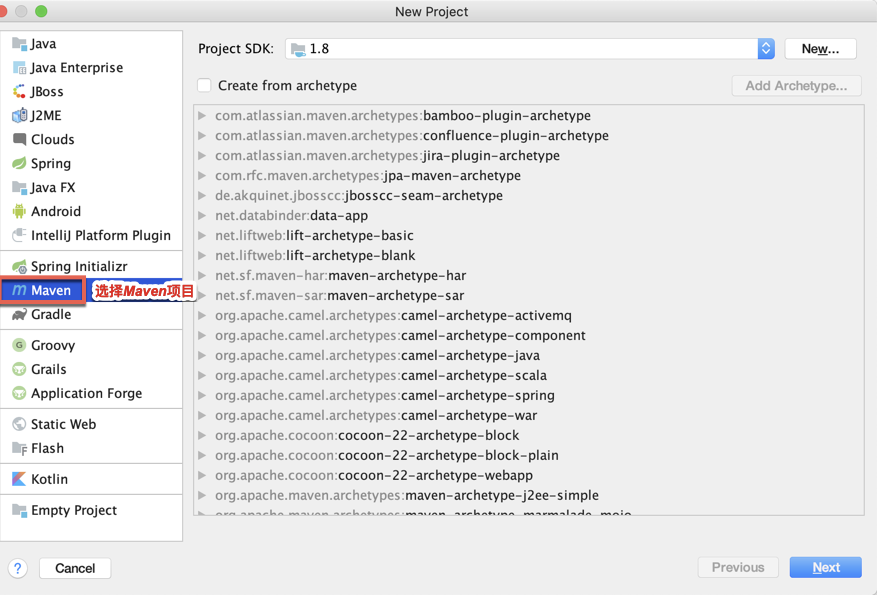 New Project
Java
Java Enterprise
JBoss
J2ME
Clouds
Spring
Java FX
Android
IntelliJ Platform Plugin
Spring Initializr
Maven
选择Maven项目
Gradle
Groovy
Grails
Application Forge
Static Web
Flash
Kotlin
Empty Project
Project SDK: 1.8 New...
Create from archetype Add Archetype...
com.atlassian.maven.archetypes:bamboo-plugin-archetype
com.atlassian.maven.archetypes:confluence-plugin-archetype
com.atlassian.maven.archetypes:jira-plugin-archetype
com.rfc.maven.archetypes:jpa-maven-archetype
de.akquinet.jbosscc:jbosscc-seam-archetype
net.databinder:data-app
net.liftweb:lift-archetype-basic
net.liftweb:lift-archetype-blank
net.sf.maven-har:maven-archetype-har
net.sf.maven-sar:maven-archetype-sar
org.apache.camel.archetypes:camel-archetype-activemq
org.apache.camel.archetypes:camel-archetype-component
org.apache.camel.archetypes:camel-archetype-java
org.apache.camel.archetypes:camel-archetype-scala
org.apache.camel.archetypes:camel-archetype-spring
org.apache.camel.archetypes:camel-archetype-war
org.apache.cocoon:cocoon-22-archetype-block
org.apache.cocoon:cocoon-22-archetype-block-plain
org.apache.cocoon:cocoon-22-archetype-webapp
org.apache.maven.archetypes:maven-archetype-j2ee-simple
org.apache.maven.archetypes:maven-archetype-marmalade-mojo
? Cancel Previous Next